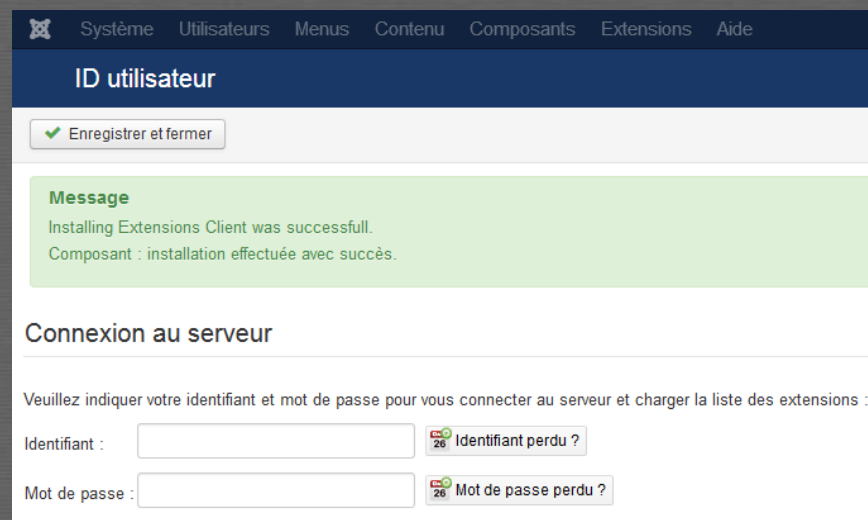 Système Utilisateurs Menus Contenu Composants Extensions Aide
ID utilisateur
Enregistrer et fermer
Message
Installing Extensions Client was successfull.
Composant : installation effectuée avec succès.
Connexion au serveur
Veuillez indiquer votre identifiant et mot de passe pour vous connecter au serveur et charger la liste des extensions :
Identifiant : 26 Identifiant perdu ?
Mot de passe : 26 Mot de passe perdu ?